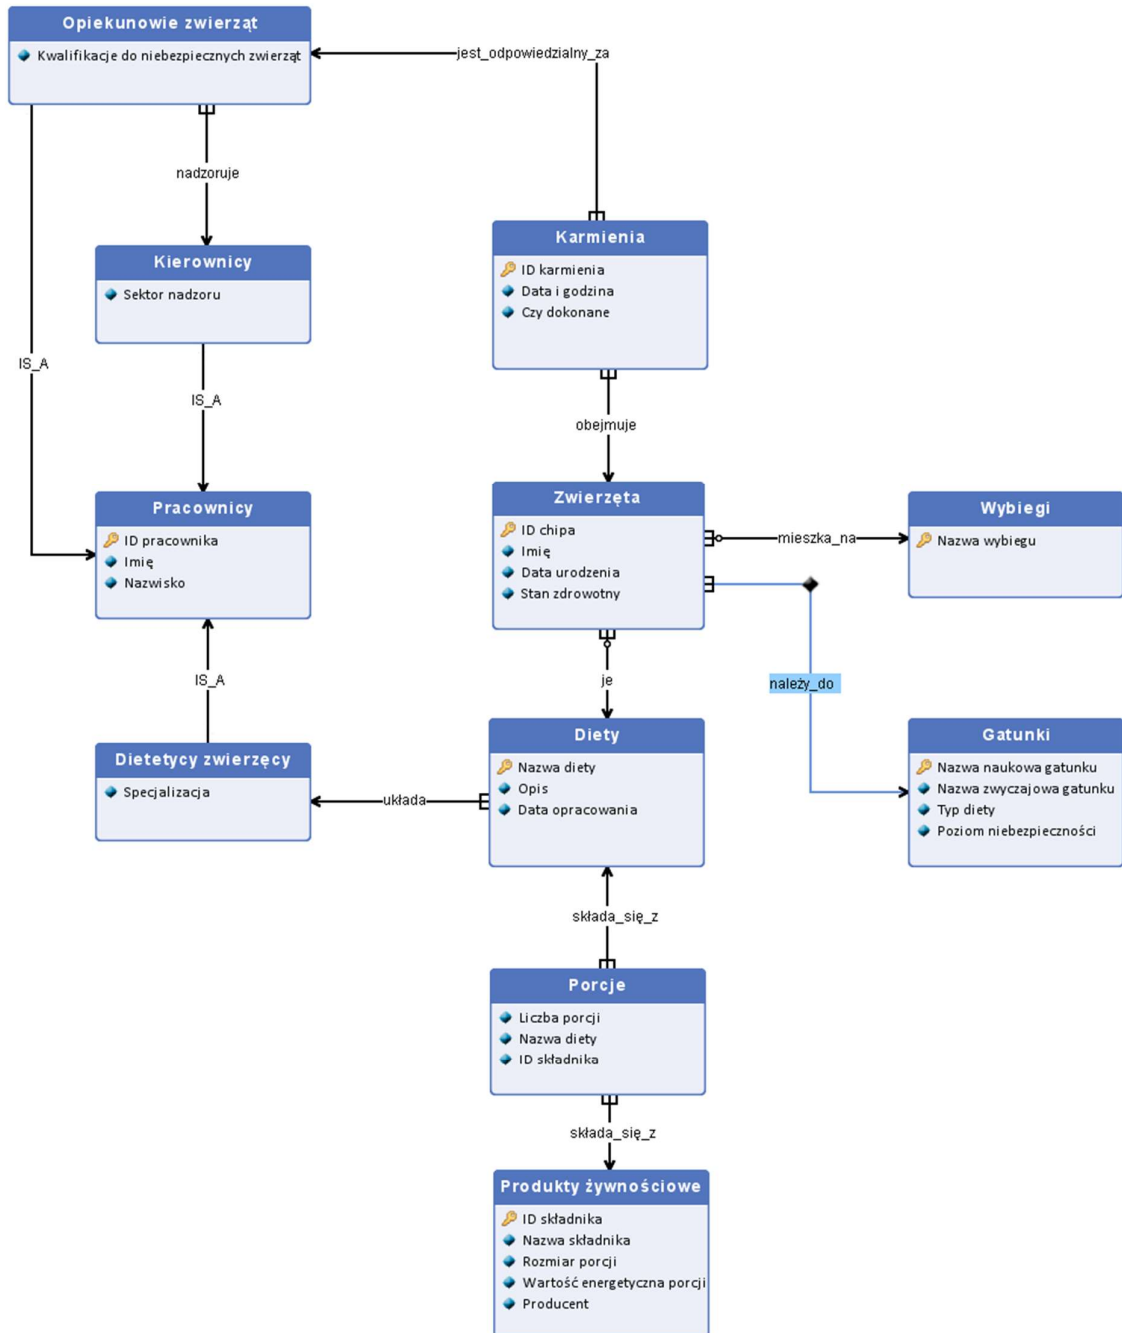 Opiekunowie zwierząt
Kwalifikacje do niebezpiecznych zwierząt
jest_odpowiedzialny_za
nadzoruje
Kierownicy
Sektor nadzoru
Karmienia
ID karmienia
Data i godzina
Czy dokonane
IS_A
IS_A
obejmuje
Pracownicy
ID pracownika
Imię
Nazwisko
Zwierzęta
ID chipa
Imię
Data urodzenia
Stan zdrowotny
mieszka_na
Wybiegi
Nazwa wybiegu
IS_A
je
należy_do
Dietetycy zwierzęcy
Specjalizacja
układa
Diety
Nazwa diety
Opis
Data opracowania
Gatunki
Nazwa naukowa gatunku
Nazwa zwyczajowa gatunku
Typ diety
Poziom niebezpieczności
składa_się_z
Porcje
Liczba porcji
Nazwa diety
ID składnika
składa_się_z
Produkty żywnościowe
ID składnika
Nazwa składnika
Rozmiar porcji
Wartość energetyczna porcji
Producent